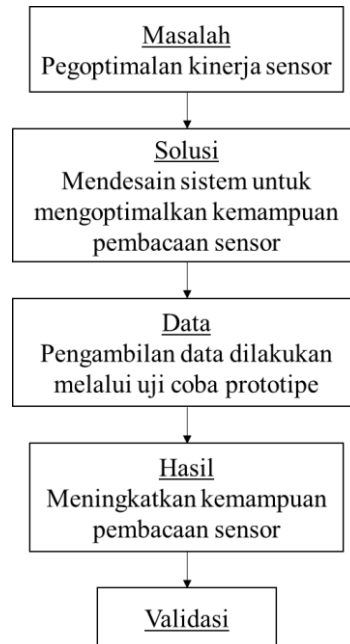 Masalah
Pegoptimalan kinerja sensor
Solusi
Mendesain sistem untuk
mengoptimalkan kemampuan
pembacaan sensor
Data
Pengambilan data dilakukan
melalui uji coba prototipe
Hasil
Meningkatkan kemampuan
pembacaan sensor
Validasi